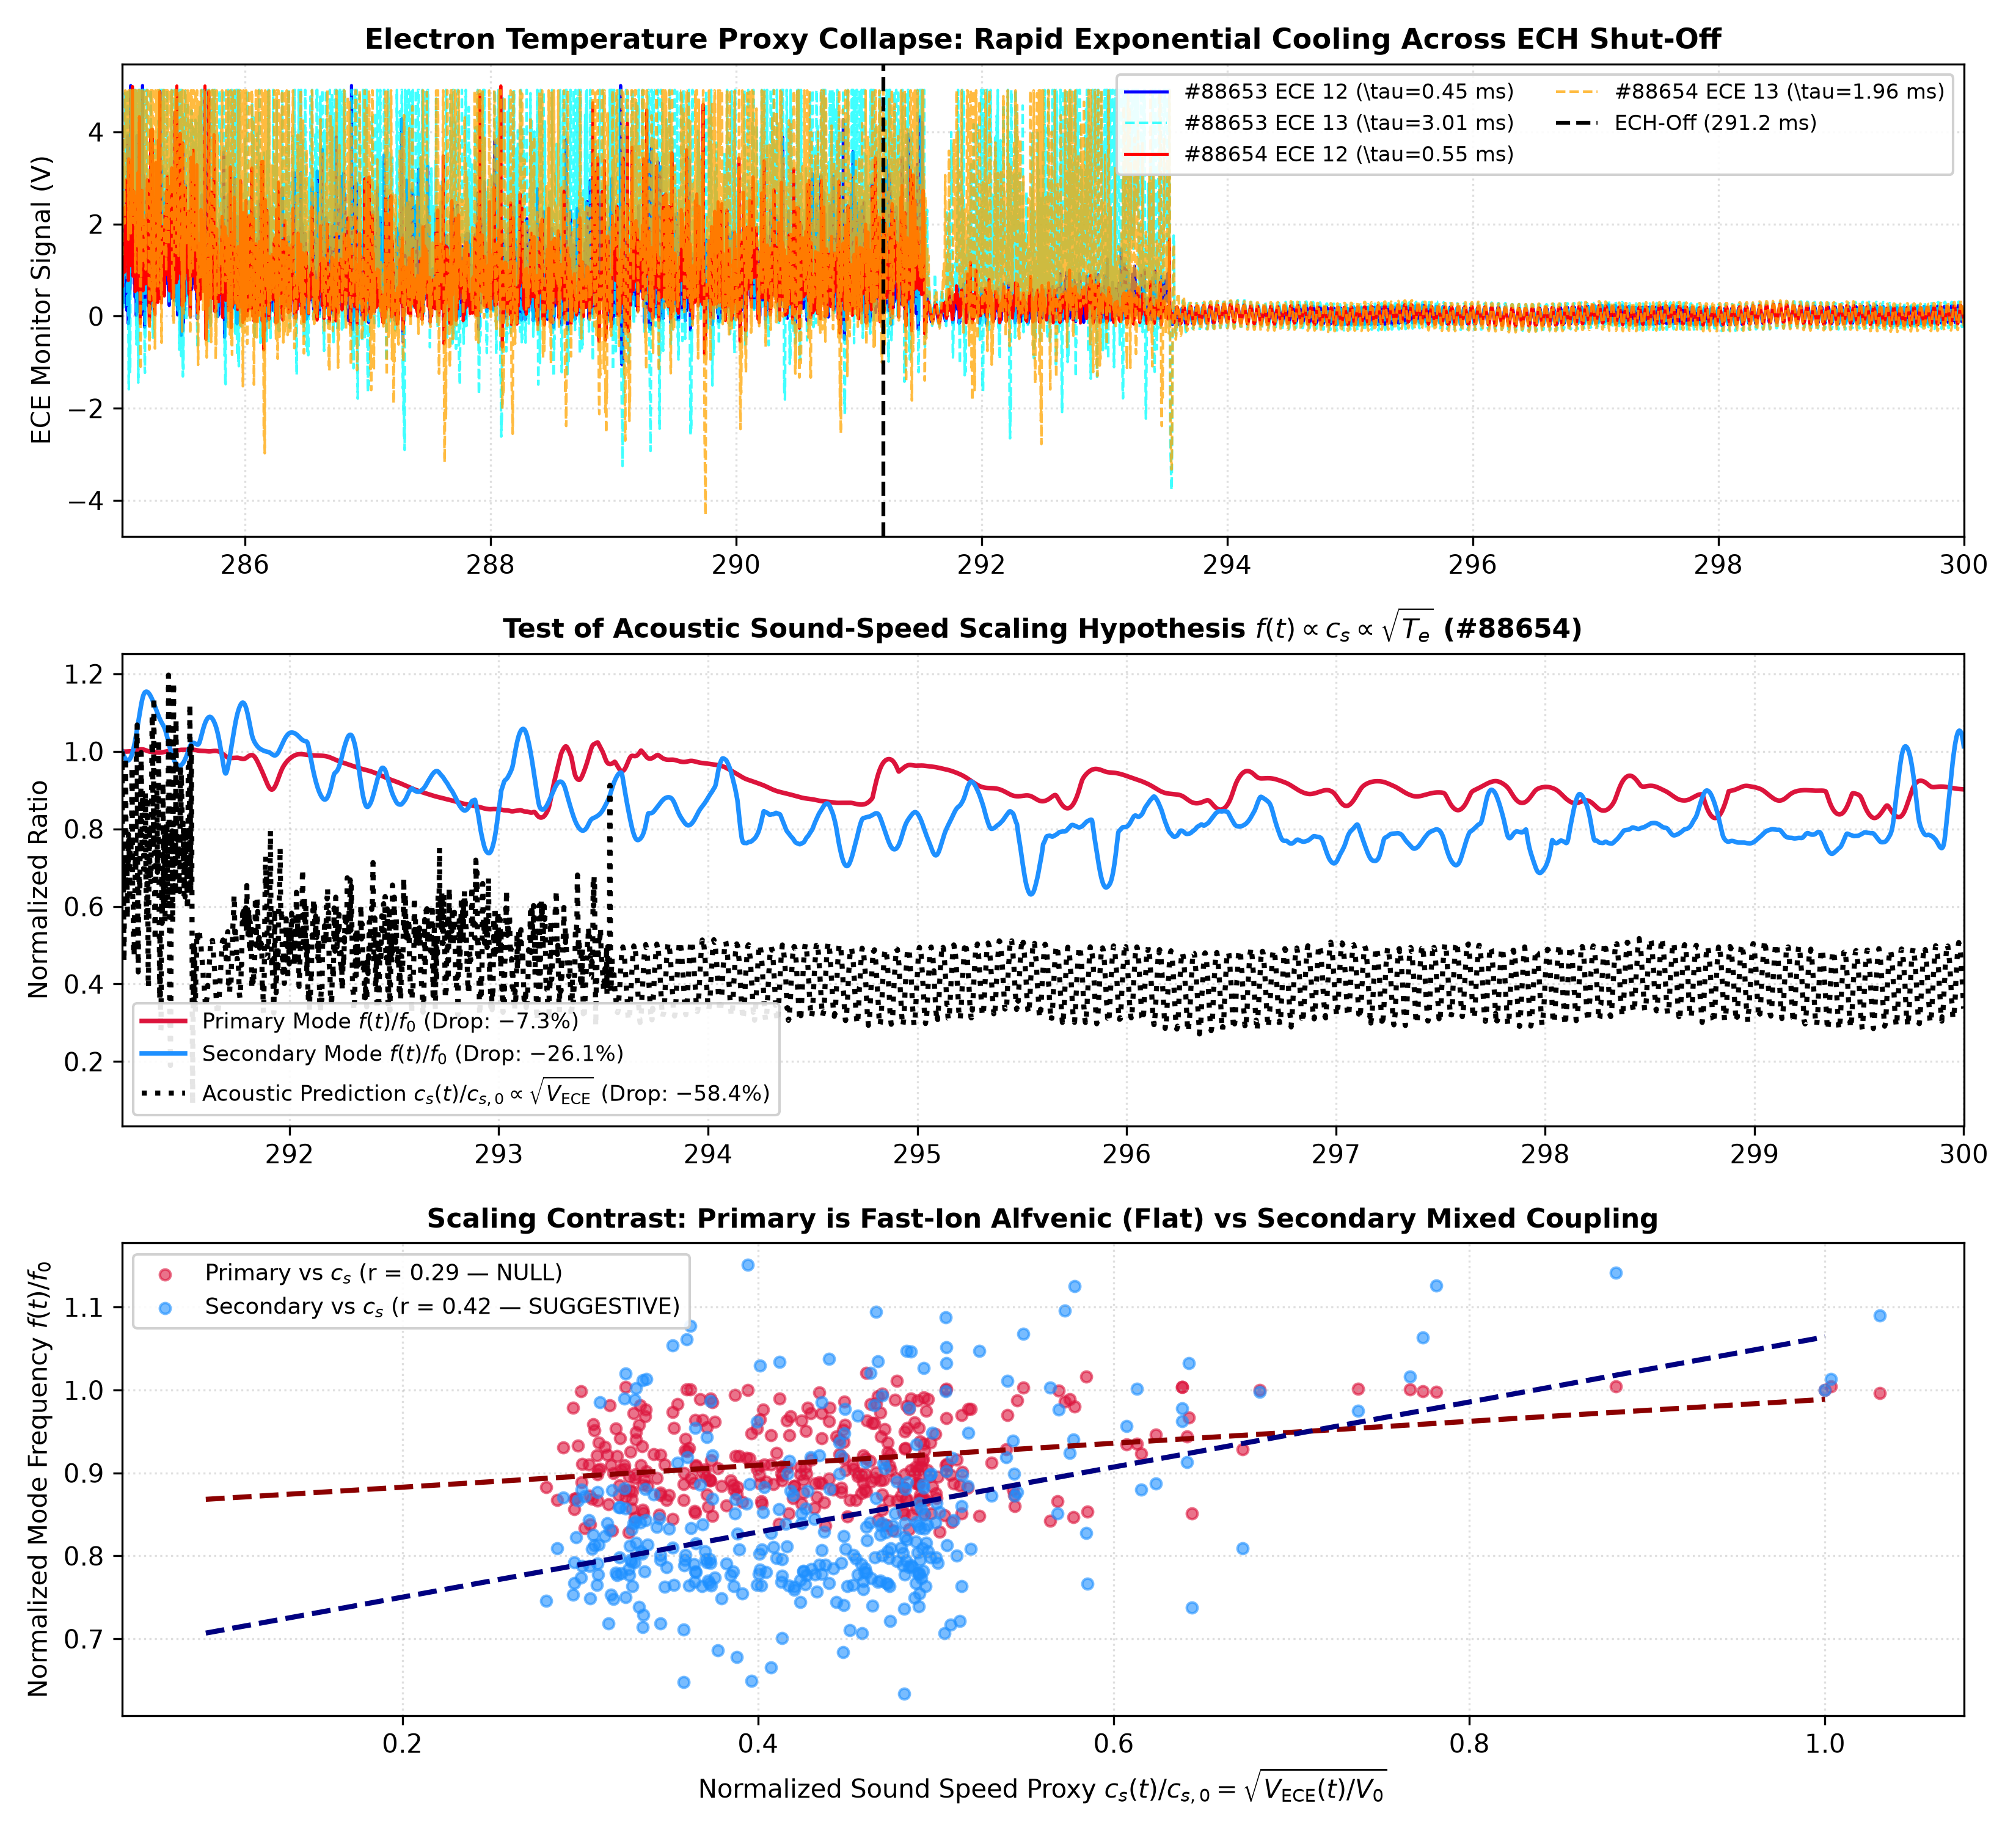 Electron Temperature Proxy Collapse: Rapid Exponential Cooling Across ECH Shut-Off
ECE Monitor Signal (V)
4
2
0
−2
−4
#88653 ECE 12 (\tau=0.45 ms)
#88653 ECE 13 (\tau=3.01 ms)
#88654 ECE 12 (\tau=0.55 ms)
#88654 ECE 13 (\tau=1.96 ms)
ECH-Off (291.2 ms)
286 288 290 292 294 296 298 300
Test of Acoustic Sound-Speed Scaling Hypothesis f(t) ∝ c_s ∝ √T_e (#88654)
Normalized Ratio
1.2
1.0
0.8
0.6
0.4
0.2
Primary Mode f(t)/f_0 (Drop: −7.3%)
Secondary Mode f(t)/f_0 (Drop: −26.1%)
Acoustic Prediction c_s(t)/c_{s,0} ∝ √V_ECE (Drop: −58.4%)
292 293 294 295 296 297 298 299 300
Scaling Contrast: Primary is Fast-Ion Alfvenic (Flat) vs Secondary Mixed Coupling
Normalized Mode Frequency f(t)/f_0
1.1
1.0
0.9
0.8
0.7
Primary vs c_s (r = 0.29 — NULL)
Secondary vs c_s (r = 0.42 — SUGGESTIVE)
0.2 0.4 0.6 0.8 1.0
Normalized Sound Speed Proxy c_s(t)/c_{s,0} = √V_ECE(t)/V_0